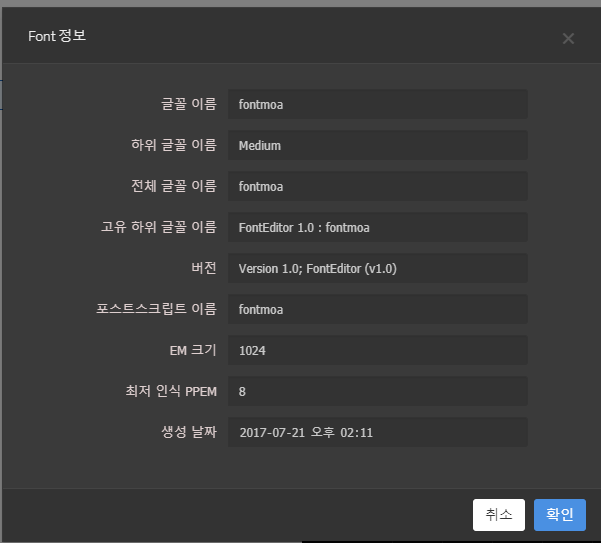 Font 정보
글꼴 이름 fontmoa
하위 글꼴 이름 Medium
전체 글꼴 이름 fontmoa
고유 하위 글꼴 이름 FontEditor 1.0 : fontmoa
버전 Version 1.0; FontEditor (v1.0)
포스트스크립트 이름 fontmoa
EM 크기 1024
최저 인식 PPEM 8
생성 날짜 2017-07-21 오후 02:11
취소 확인